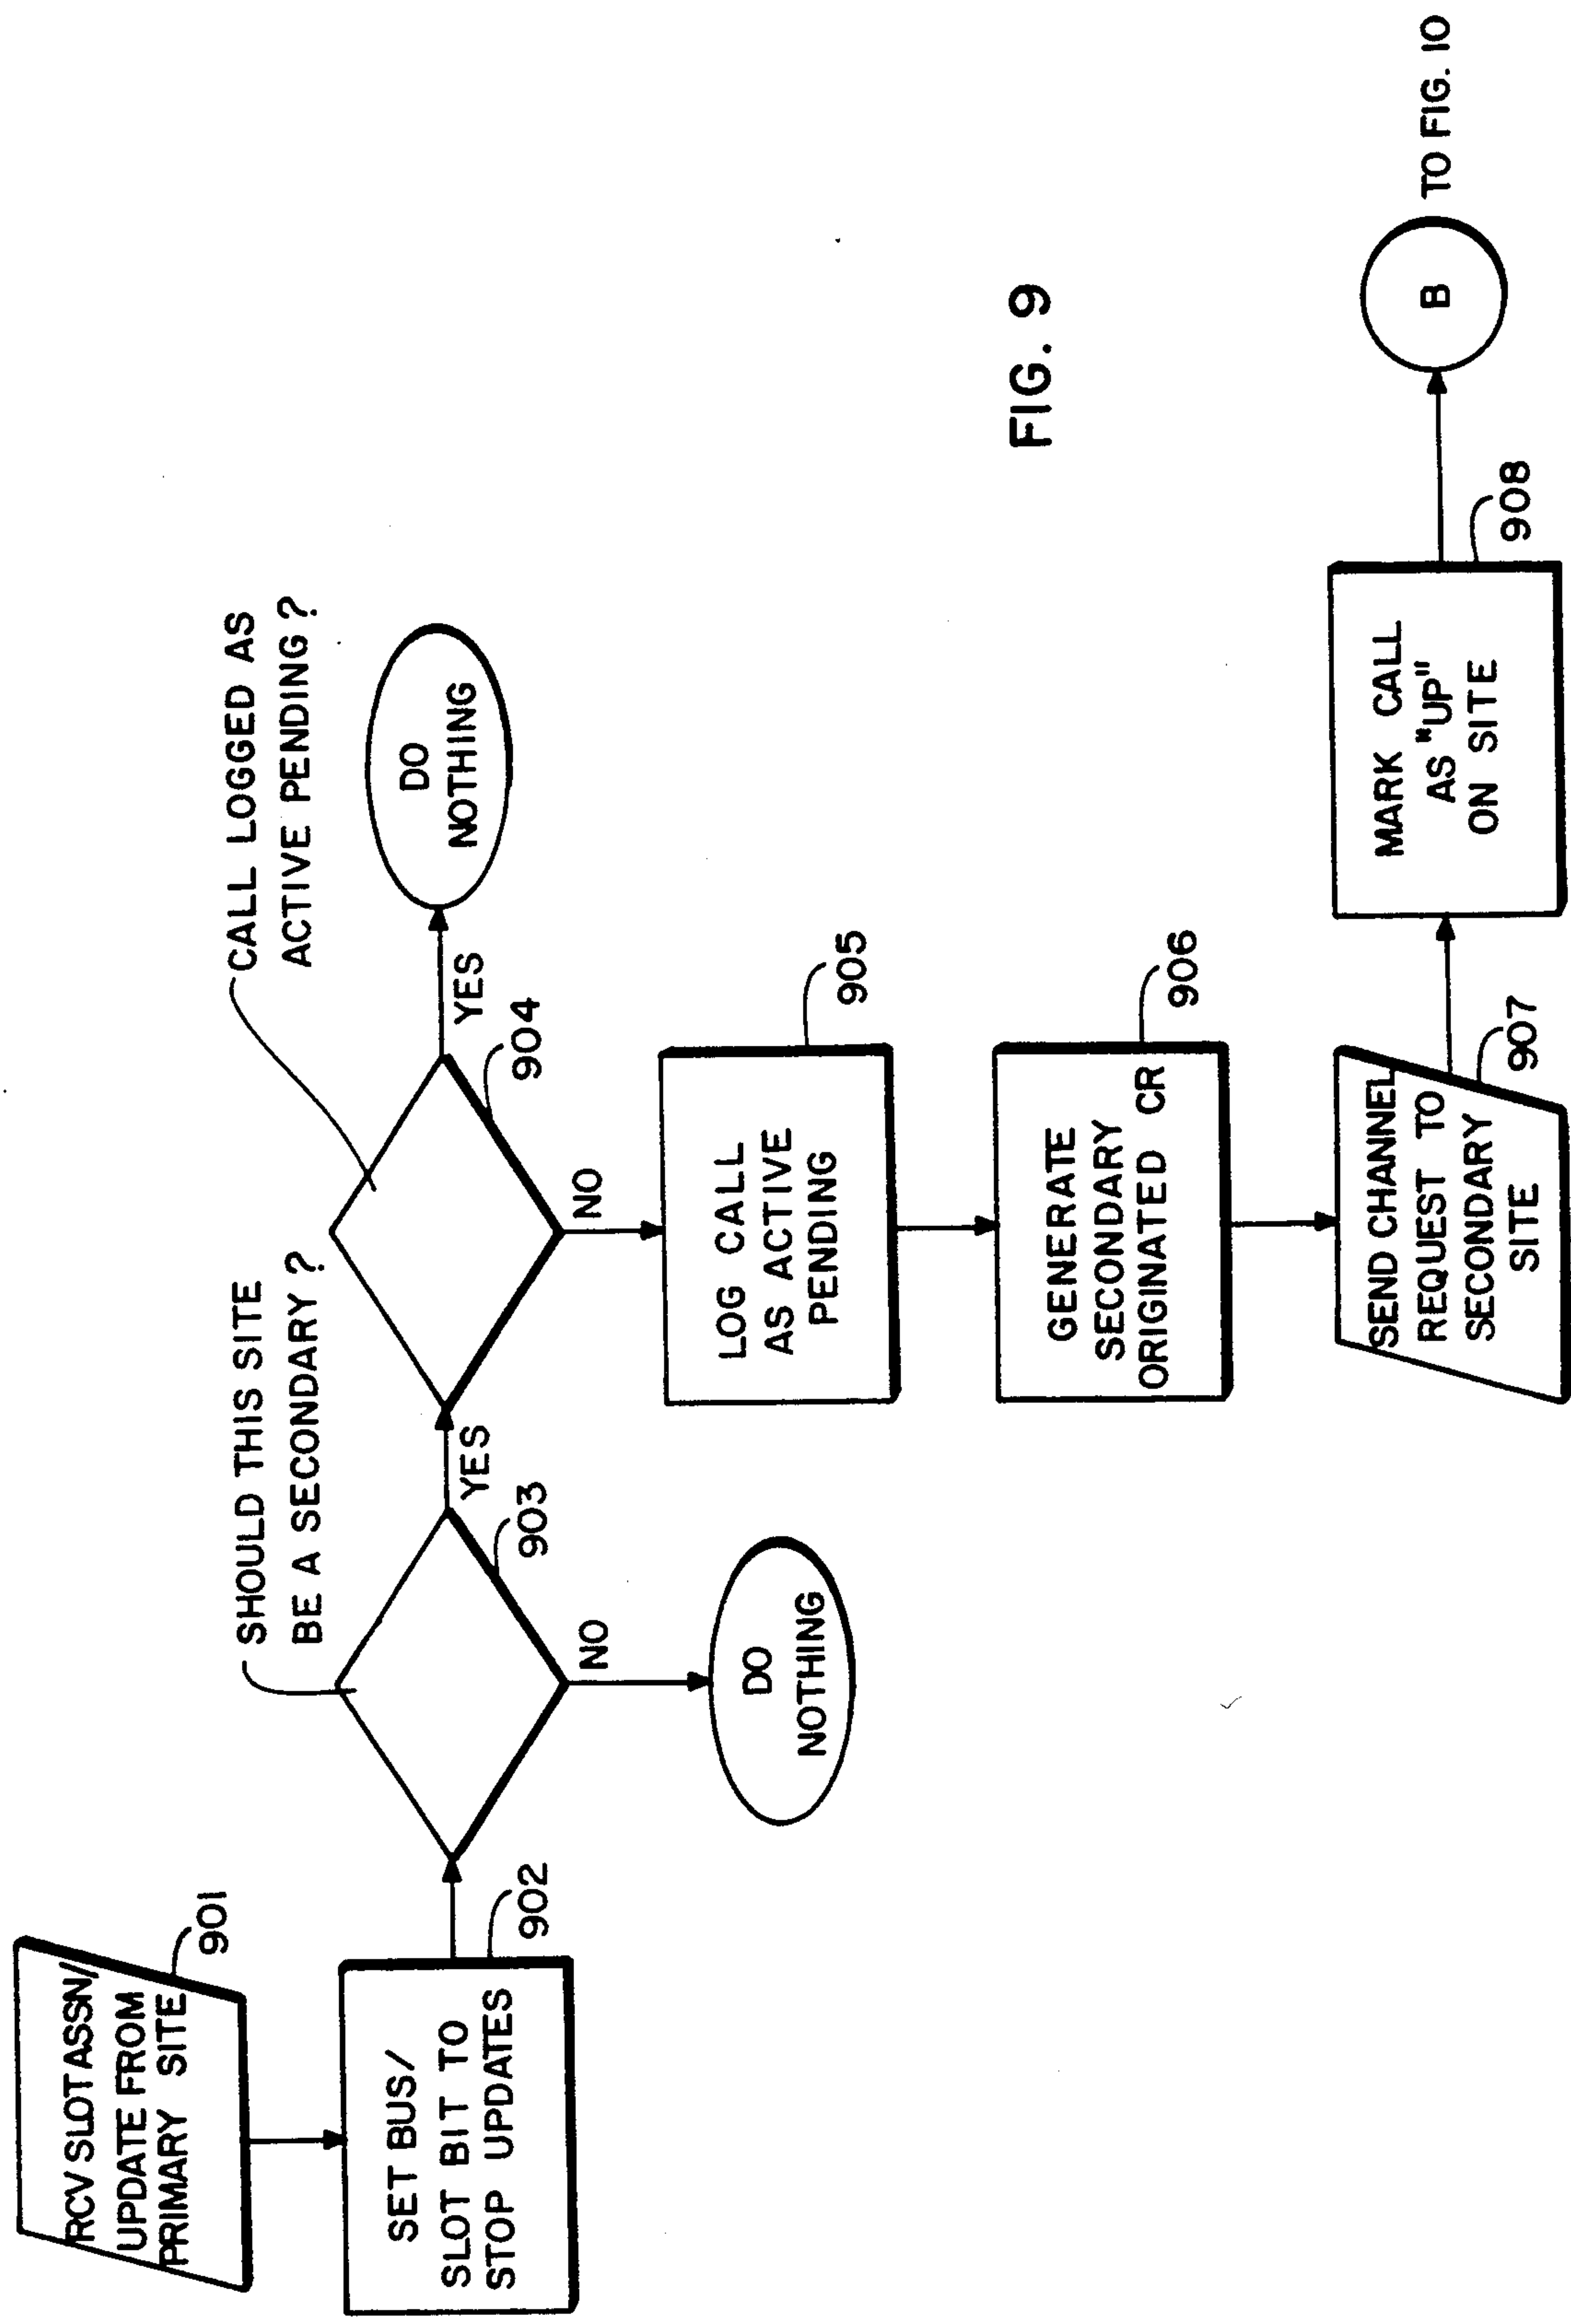 RCV SLOT ASSN/
UPDATE FROM
PRIMARY SITE
901
SET BUS/
SLOT BIT TO
STOP UPDATES
902
SHOULD THIS SITE
BE A SECONDARY ?
903
NO
DO
NOTHING
YES
CALL LOGGED AS
ACTIVE PENDING ?
904
YES
DO
NOTHING
NO
LOG CALL
AS ACTIVE
PENDING
905
GENERATE
SECONDARY
ORIGINATED CR
906
SEND CHANNEL
REQUEST TO
SECONDARY
SITE
907
MARK CALL
AS "UP"
ON SITE
908
B
TO FIG. 10
FIG. 9